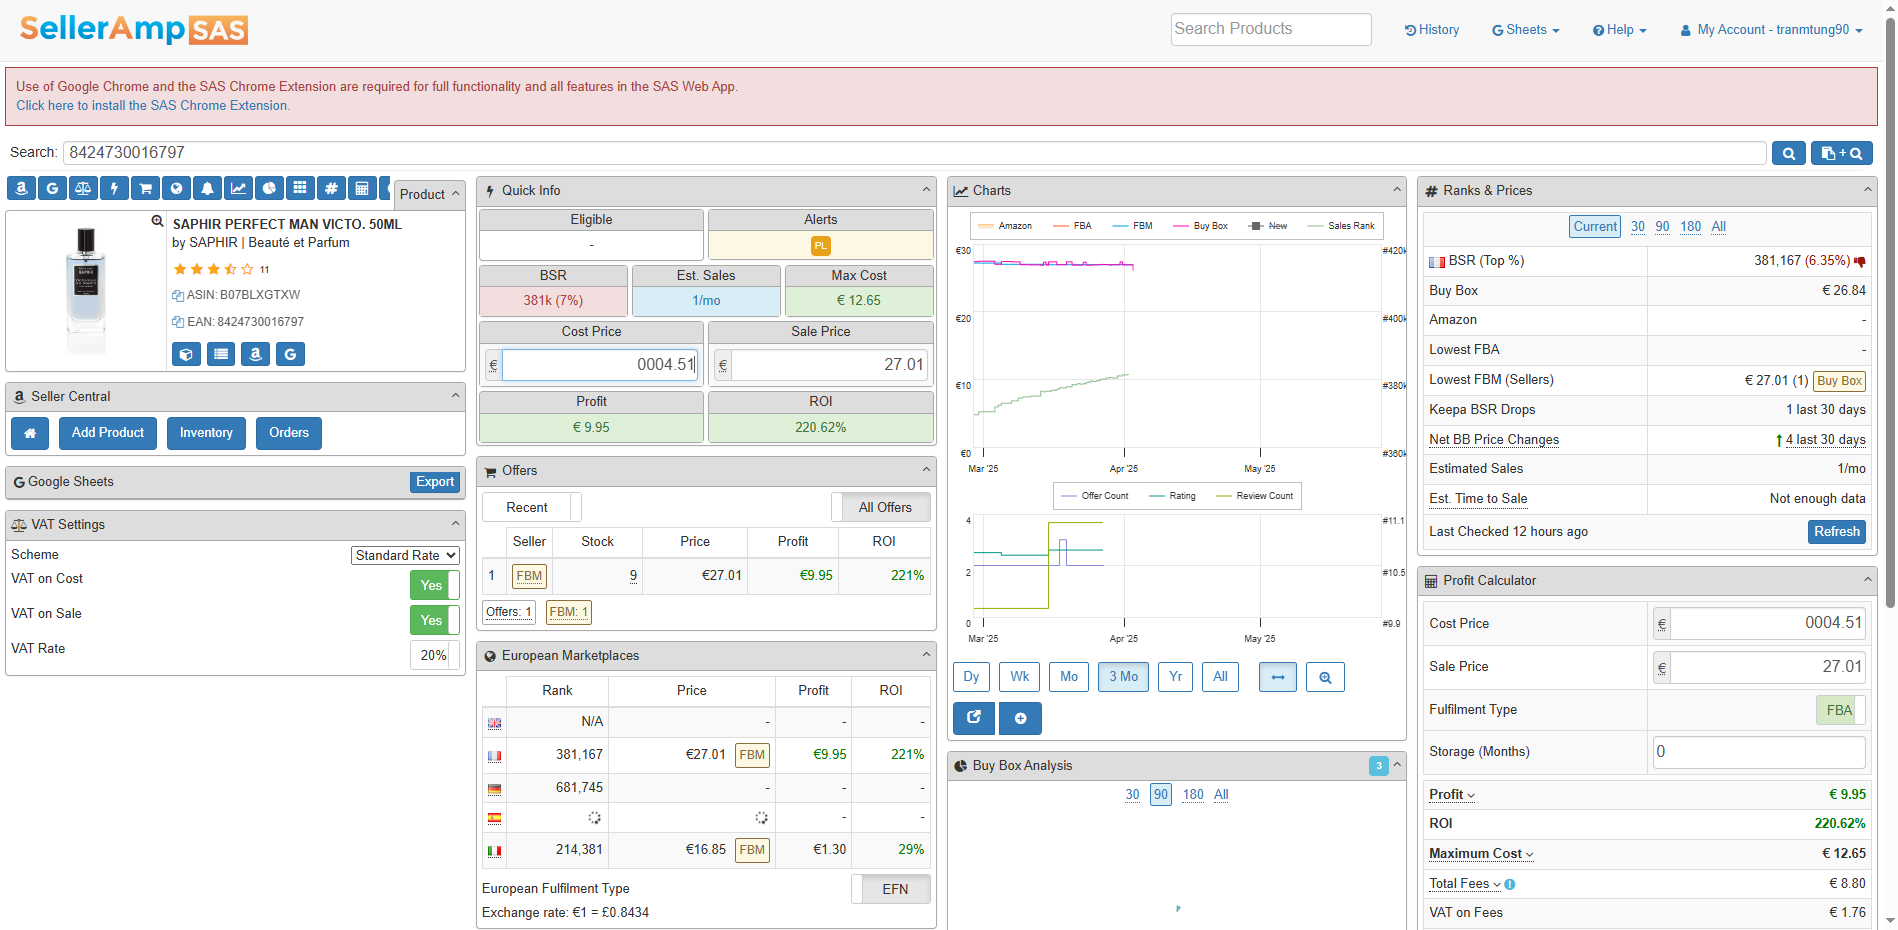 SellerAmp SAS
Search Products
History
Sheets
Help
My Account - tranmtung90
Use of Google Chrome and the SAS Chrome Extension are required for full functionality and all features in the SAS Web App.
Click here to install the SAS Chrome Extension.
Search: 8424730016797
Product
SAPHIR PERFECT MAN VICTO. 50ML
by SAPHIR | Beauté et Parfum
11
ASIN: B07BLXGTXW
EAN: 8424730016797
Seller Central
Add Product
Inventory
Orders
Google Sheets
Export
VAT Settings
Scheme Standard Rate
VAT on Cost Yes
VAT on Sale Yes
VAT Rate 20%
Quick Info
Eligible Alerts
- PL
BSR Est. Sales Max Cost
381k (7%) 1/mo € 12.65
Cost Price Sale Price
€ 0004.51 € 27.01
Profit ROI
€ 9.95 220.62%
Offers
Recent All Offers
Seller Stock Price Profit ROI
1 FBM 9 €27.01 €9.95 221%
Offers: 1 FBM: 1
European Marketplaces
Rank Price Profit ROI
N/A - - -
381,167 €27.01 FBM €9.95 221%
681,745 - - -
- -
214,381 €16.85 FBM €1.30 29%
European Fulfilment Type EFN
Exchange rate: €1 = £0.8434
Charts
Amazon FBA FBM Buy Box New Sales Rank
€30 #420k
€20 #400k
€10 #380k
€0 #360k
Mar '25 Apr '25 May '25
Offer Count Rating Review Count
4 #11.1
2 #10.5
0 #9.9
Mar '25 Apr '25 May '25
Dy Wk Mo 3 Mo Yr All
Buy Box Analysis 3
30 90 180 All
Ranks & Prices
Current 30 90 180 All
BSR (Top %) 381,167 (6.35%)
Buy Box € 26.84
Amazon -
Lowest FBA -
Lowest FBM (Sellers) € 27.01 (1) Buy Box
Keepa BSR Drops 1 last 30 days
Net BB Price Changes 4 last 30 days
Estimated Sales 1/mo
Est. Time to Sale Not enough data
Last Checked 12 hours ago Refresh
Profit Calculator
Cost Price € 0004.51
Sale Price € 27.01
Fulfilment Type FBA
Storage (Months) 0
Profit € 9.95
ROI 220.62%
Maximum Cost € 12.65
Total Fees € 8.80
VAT on Fees € 1.76